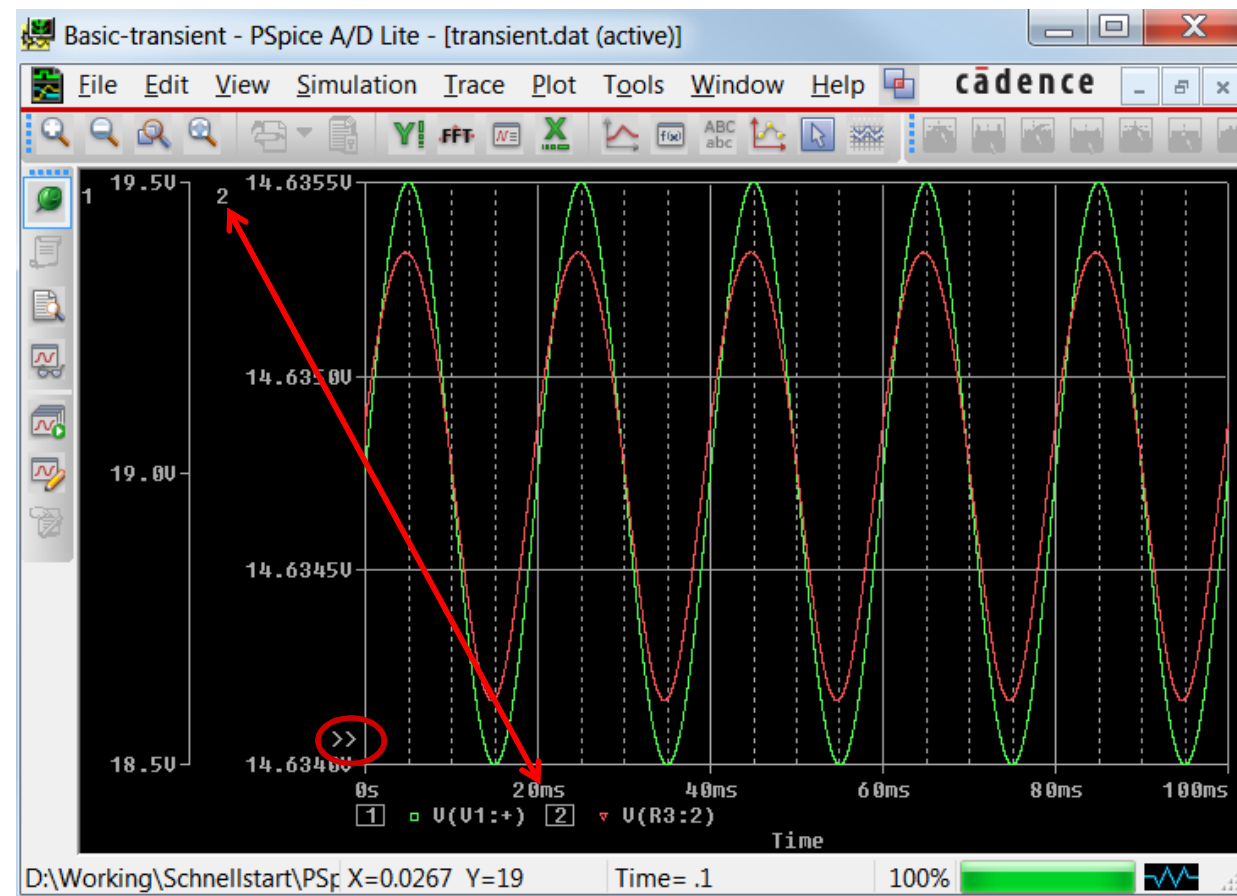 Basic-transient - PSpice A/D Lite - [transient.dat (active)]
File Edit View Simulation Trace Plot Tools Window Help cādence
Y! FFT f(x) ABC abc
1 19.5V 2 14.6355V
14.6350V
19.0V
14.6345V
>>
18.5V 14.6340V
0s 20ms 40ms 60ms 80ms 100ms
1 V(V1:+) 2 V(R3:2)
Time
D:\Working\Schnellstart\PSp X=0.0267 Y=19 Time= .1 100%